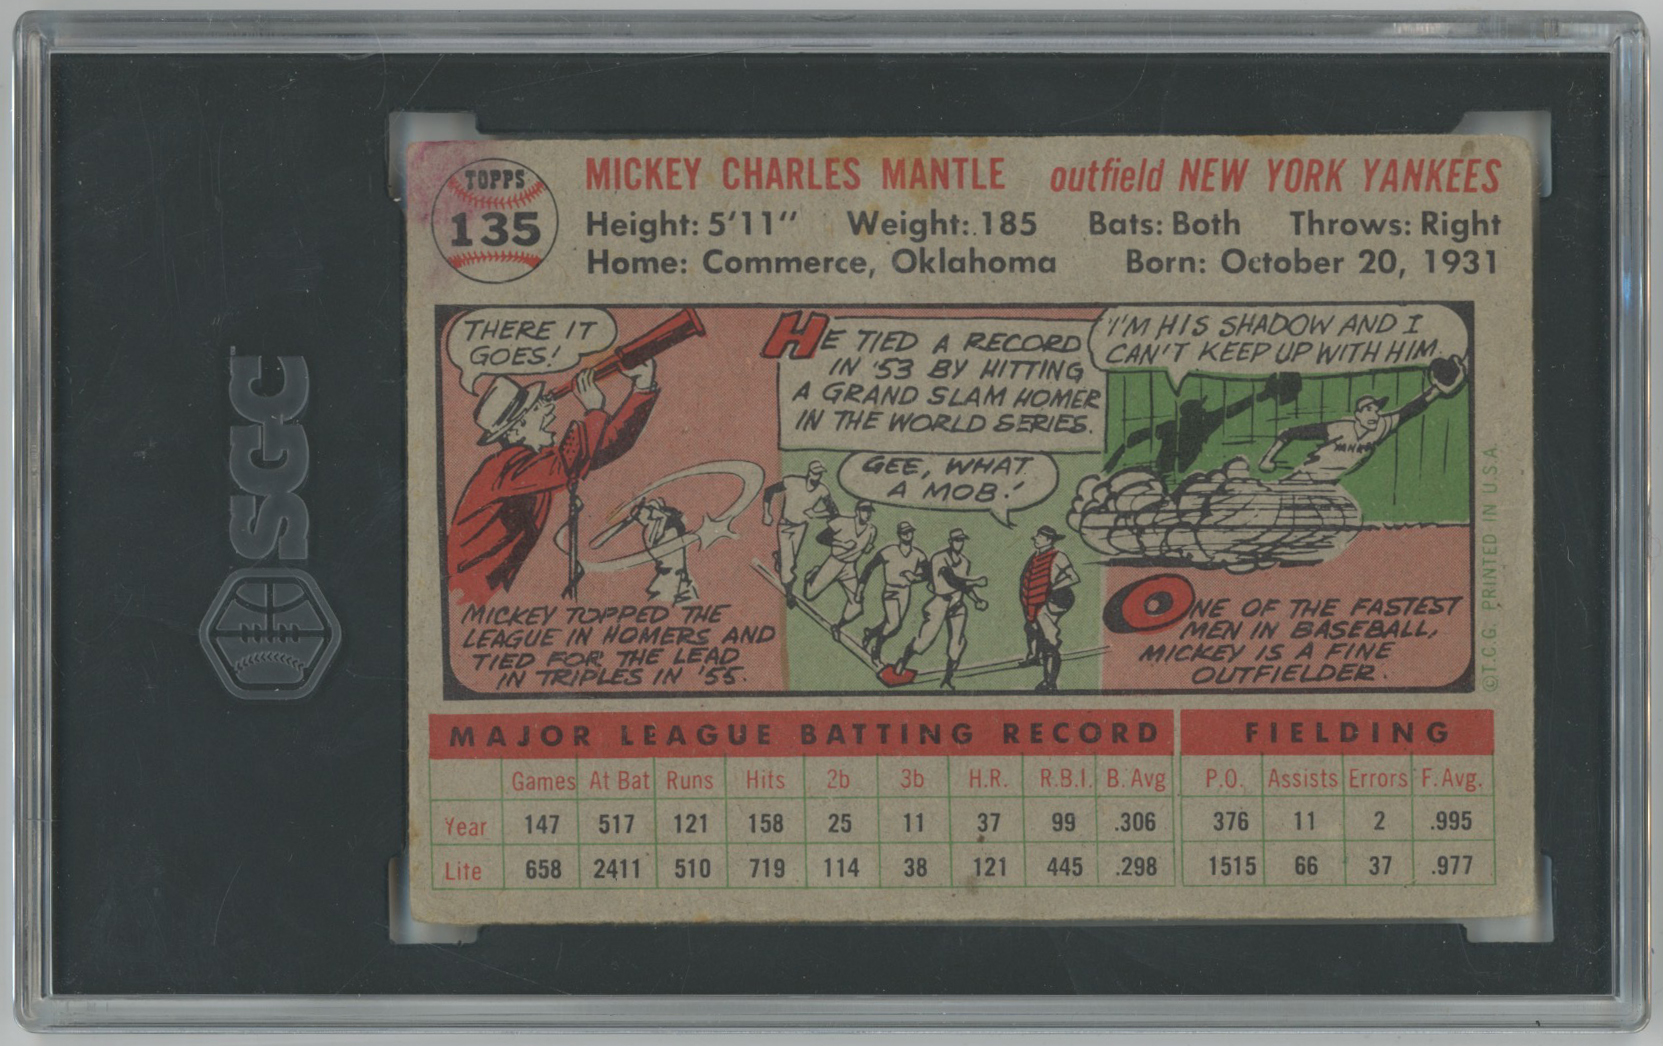 SGC
TOPPS
135
MICKEY CHARLES MANTLE outfield NEW YORK YANKEES
Height: 5'11" Weight: 185 Bats: Both Throws: Right
Home: Commerce, Oklahoma Born: October 20, 1931
THERE IT
GOES!
MICKEY TOPPED THE
LEAGUE IN HOMERS AND
TIED FOR THE LEAD
IN TRIPLES IN '55.
HE TIED A RECORD
IN '53 BY HITTING
A GRAND SLAM HOMER
IN THE WORLD SERIES.
GEE, WHAT
A MOB!
I'M HIS SHADOW AND I
CAN'T KEEP UP WITH HIM.
ONE OF THE FASTEST
MEN IN BASEBALL,
MICKEY IS A FINE
OUTFIELDER.
©T.C.G. PRINTED IN U.S.A.
MAJOR LEAGUE BATTING RECORD FIELDING
Games At Bat Runs Hits 2b 3b H.R. R.B.I. B. Avg P.O. Assists Errors F. Avg.
Year 147 517 121 158 25 11 37 99 .306 376 11 2 .995
Life 658 2411 510 719 114 38 121 445 .298 1515 66 37 .977